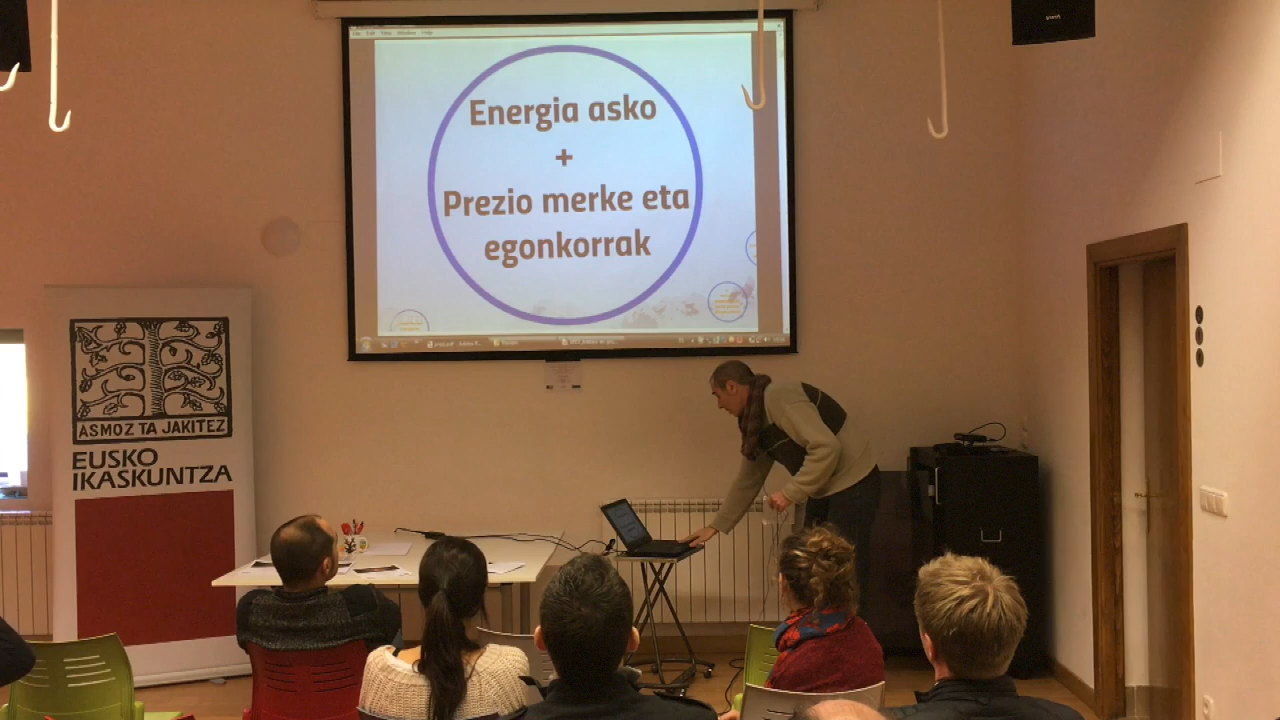 Energia asko
+
Prezio merke eta
egonkorrak
ASMOZ TA JAKITEZ
EUSKO
IKASKUNTZA